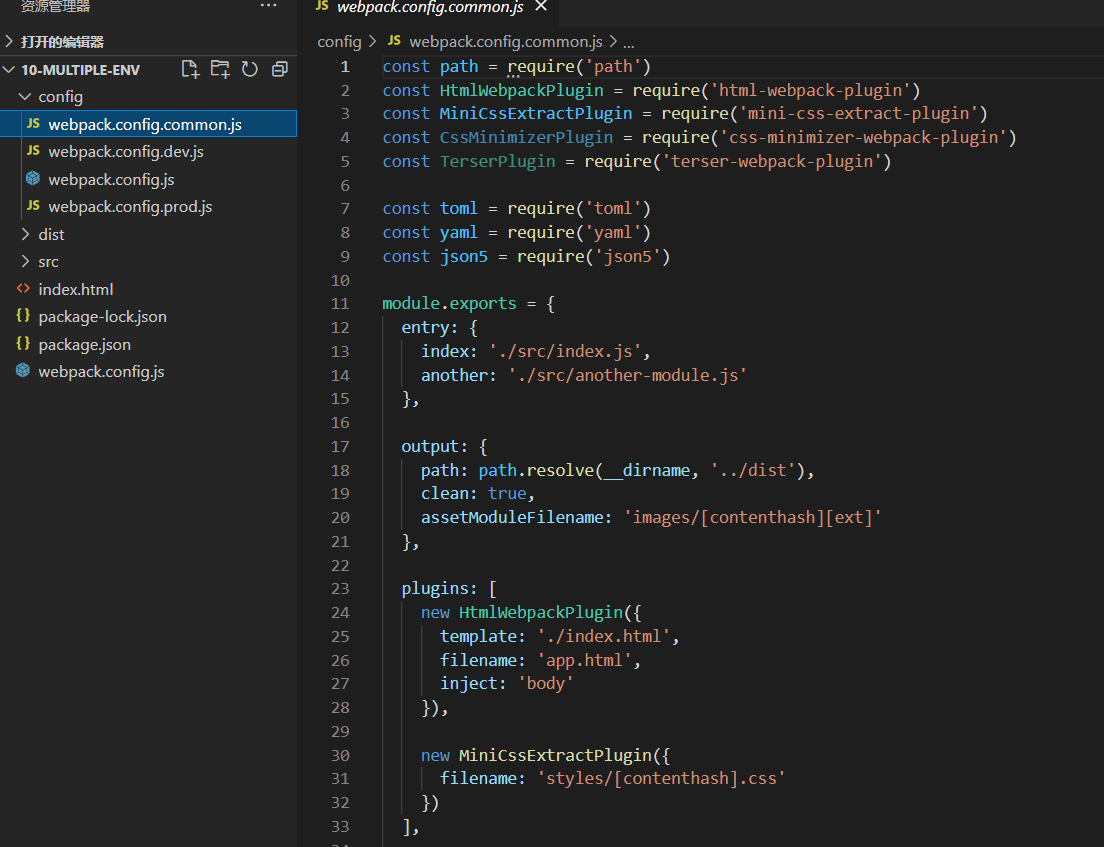 资源管理器 ···
打开的编辑器
10-MULTIPLE-ENV
config
JS webpack.config.common.js
JS webpack.config.dev.js
webpack.config.js
JS webpack.config.prod.js
dist
src
<> index.html
{} package-lock.json
{} package.json
webpack.config.js
JS webpack.config.common.js ×
config > JS webpack.config.common.js > ...
1 const path = require('path')
2 const HtmlWebpackPlugin = require('html-webpack-plugin')
3 const MiniCssExtractPlugin = require('mini-css-extract-plugin')
4 const CssMinimizerPlugin = require('css-minimizer-webpack-plugin')
5 const TerserPlugin = require('terser-webpack-plugin')
6
7 const toml = require('toml')
8 const yaml = require('yaml')
9 const json5 = require('json5')
10
11 module.exports = {
12 entry: {
13 index: './src/index.js',
14 another: './src/another-module.js'
15 },
16
17 output: {
18 path: path.resolve(__dirname, '../dist'),
19 clean: true,
20 assetModuleFilename: 'images/[contenthash][ext]'
21 },
22
23 plugins: [
24 new HtmlWebpackPlugin({
25 template: './index.html',
26 filename: 'app.html',
27 inject: 'body'
28 }),
29
30 new MiniCssExtractPlugin({
31 filename: 'styles/[contenthash].css'
32 })
33 ],